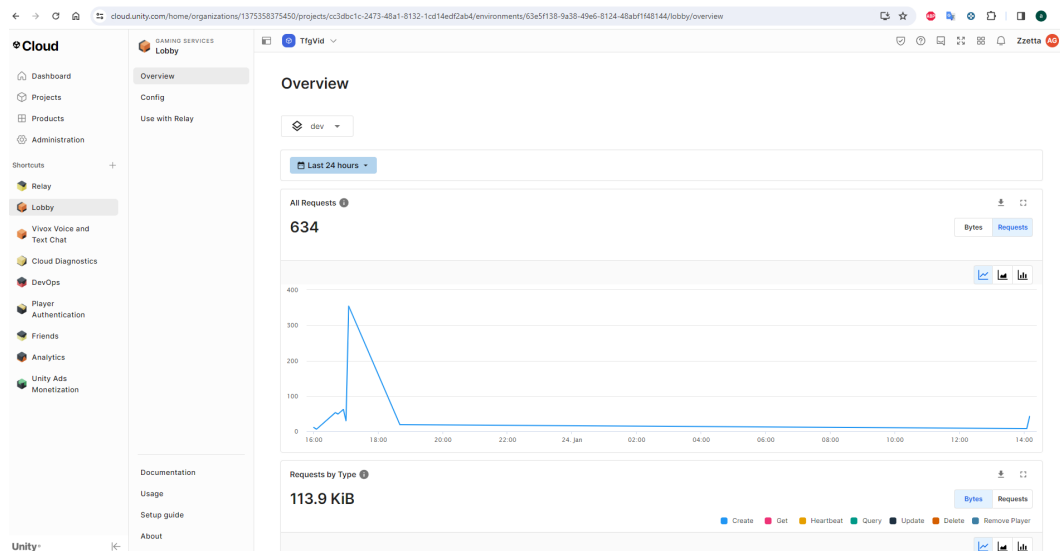 cloud.unity.com/home/organizations/1375358375450/projects/cc3dbc1c-2473-48a1-8132-1cd14edf2ab4/environments/63e5f138-9a38-49e6-8124-48abf1f48144/lobby/overview
ABP
a
Cloud
Dashboard
Projects
Products
Administration
Shortcuts
Relay
Lobby
Vivox Voice and
Text Chat
Cloud Diagnostics
DevOps
Player
Authentication
Friends
Analytics
Unity Ads
Monetization
Unity
GAMING SERVICES
Lobby
Overview
Config
Use with Relay
Documentation
Usage
Setup guide
About
TfgVid
Zzetta
AG
Overview
dev
Last 24 hours
All Requests
634
Bytes
Requests
400
300
200
100
0
16:00 18:00 20:00 22:00 24. Jan 02:00 04:00 06:00 08:00 10:00 12:00 14:00
Requests by Type
113.9 KiB
Bytes
Requests
Create Get Heartbeat Query Update Delete Remove Player